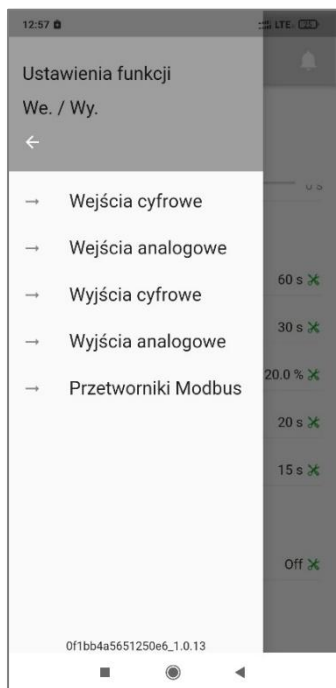 12:57 LTE
Ustawienia funkcji
We. / Wy.
Wejścia cyfrowe
Wejścia analogowe
60 s
Wyjścia cyfrowe
30 s
Wyjścia analogowe
20.0 %
Przetworniki Modbus
20 s
15 s
Off
0f1bb4a5651250e6_1.0.13